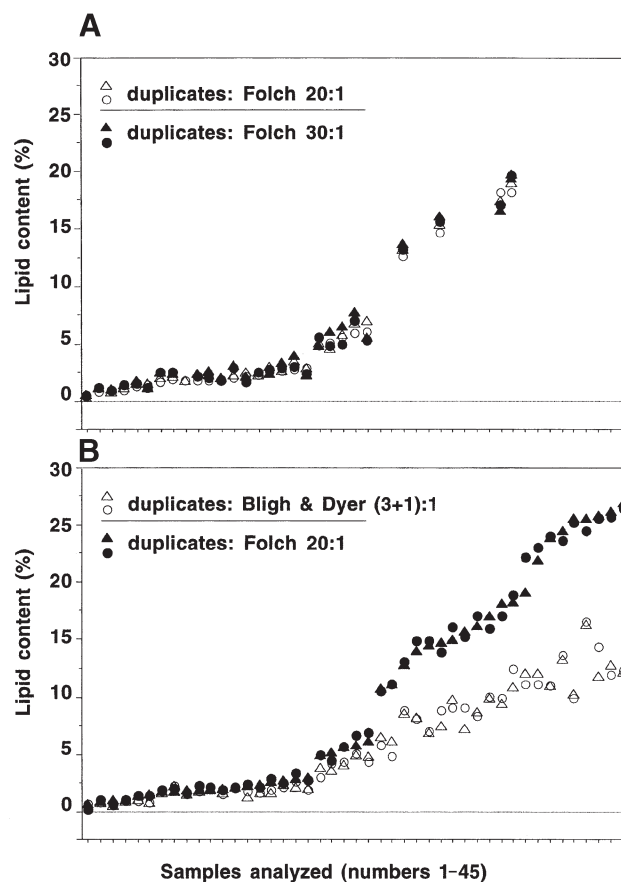 A
30
25
20
15
10
5
0
Lipid content (%)
△ duplicates: Folch 20:1
○
▲ duplicates: Folch 30:1
●
B
30
25
20
15
10
5
0
Lipid content (%)
△ duplicates: Bligh & Dyer (3+1):1
○
▲ duplicates: Folch 20:1
●
Samples analyzed (numbers 1–45)